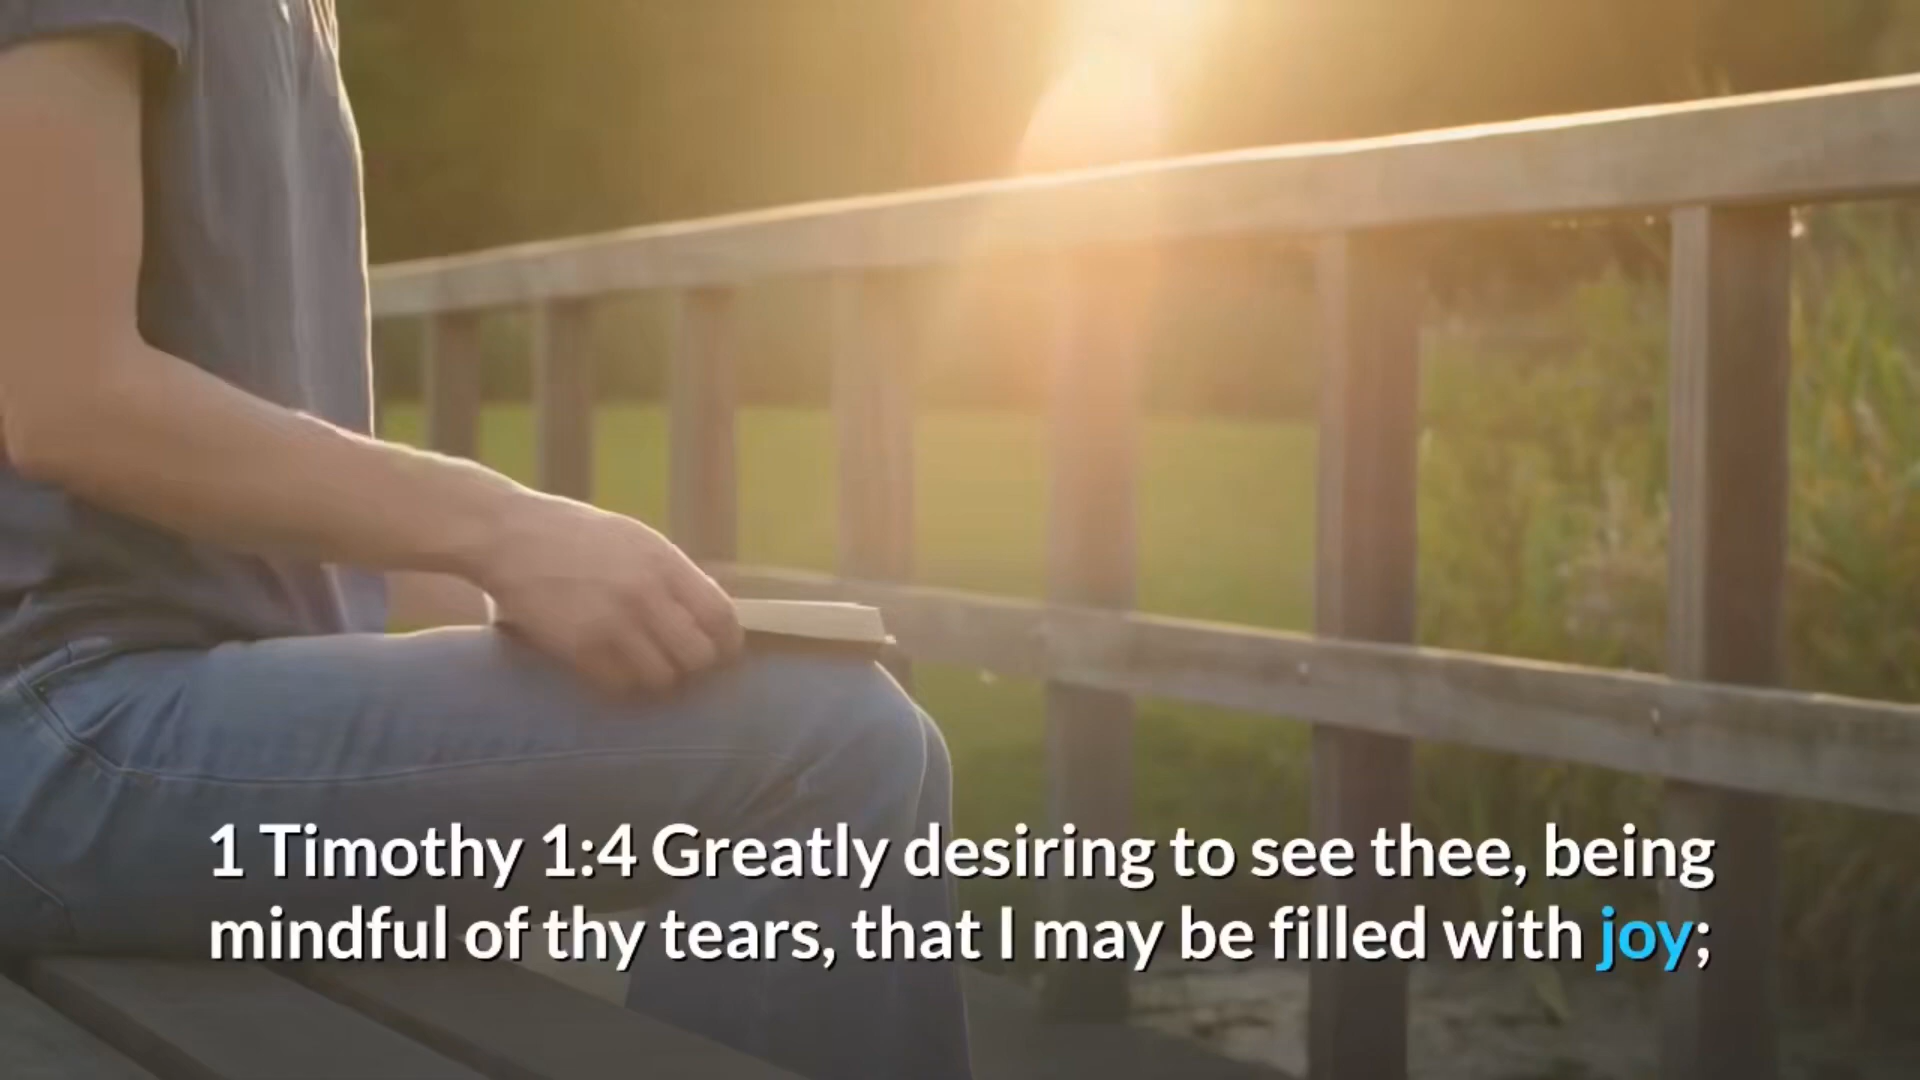 1 Timothy 1:4 Greatly desiring to see thee, being
mindful of thy tears, that I may be filled with joy;